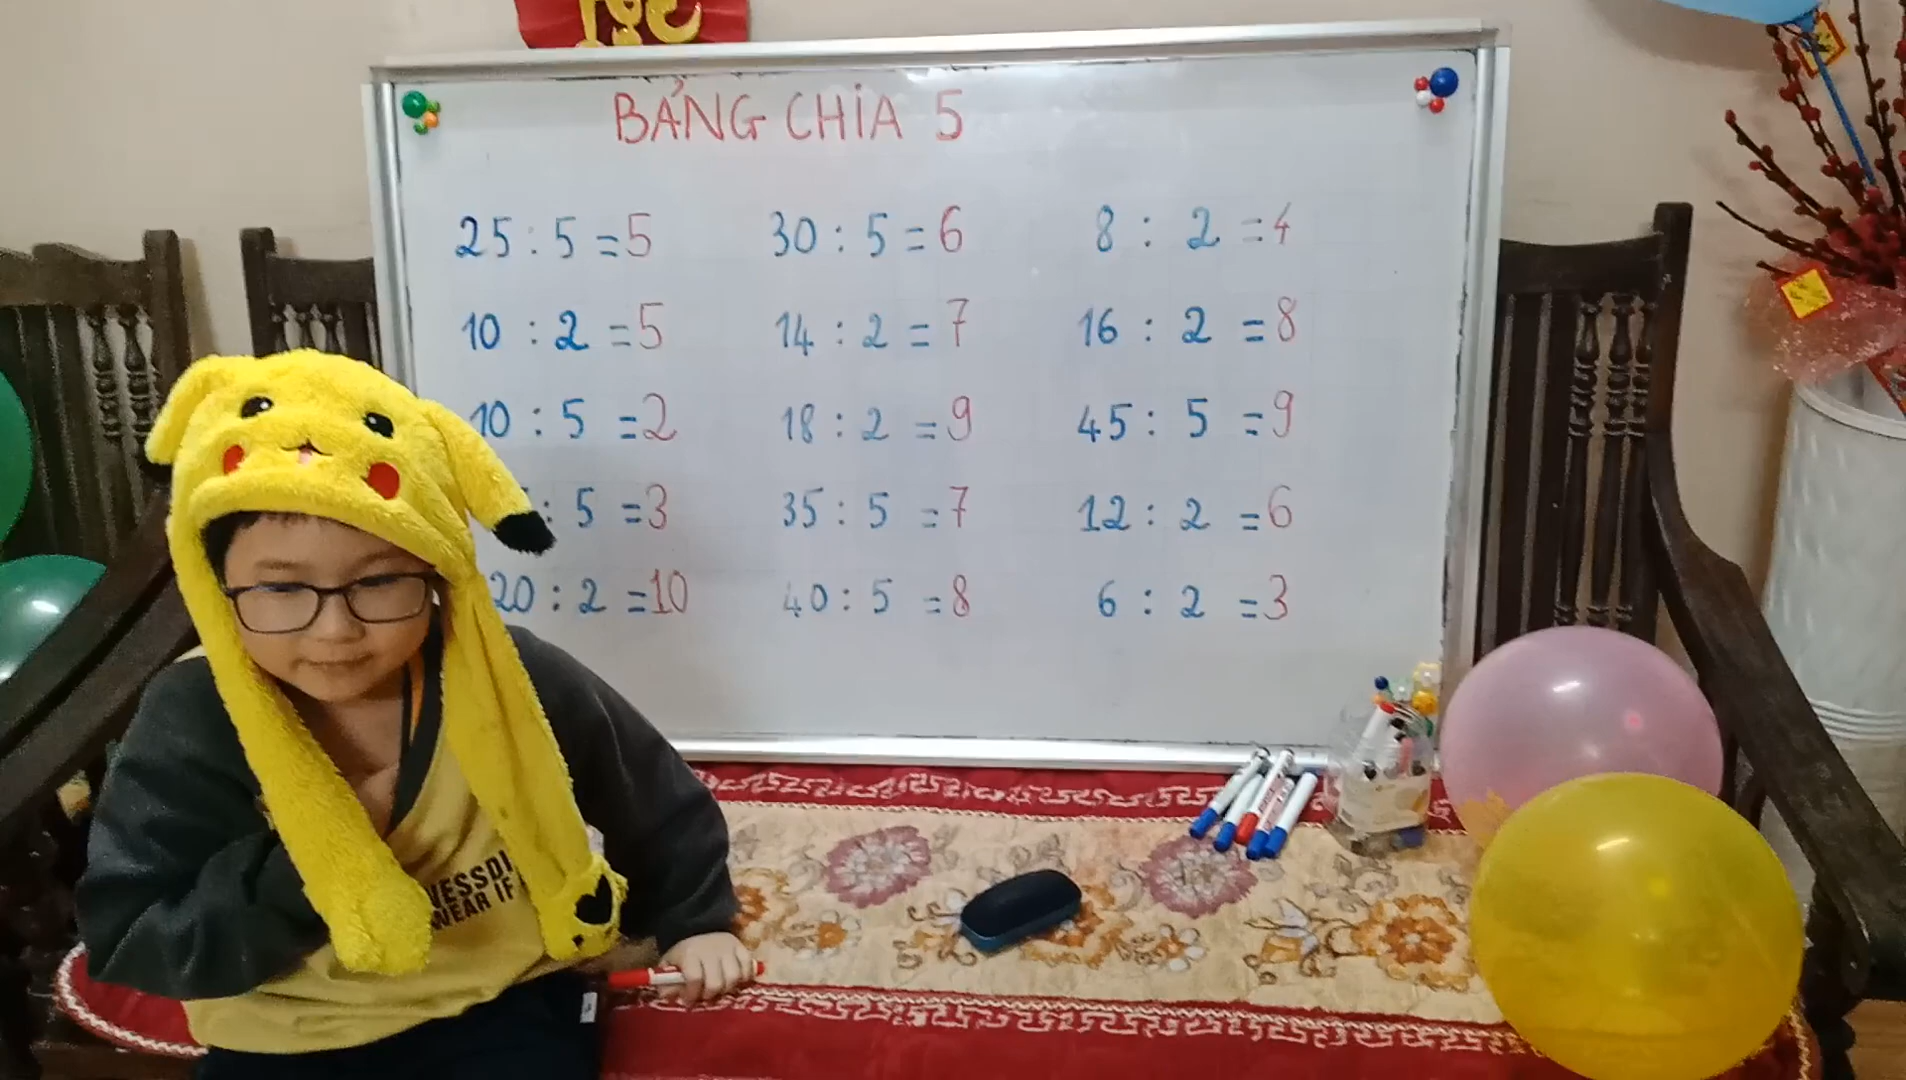 BẢNG CHIA 5
25 : 5 = 5 30 : 5 = 6 8 : 2 = 4
10 : 2 = 5 14 : 2 = 7 16 : 2 = 8
10 : 5 = 2 18 : 2 = 9 45 : 5 = 9
: 5 = 3 35 : 5 = 7 12 : 2 = 6
20 : 2 = 10 40 : 5 = 8 6 : 2 = 3
WEAR IF